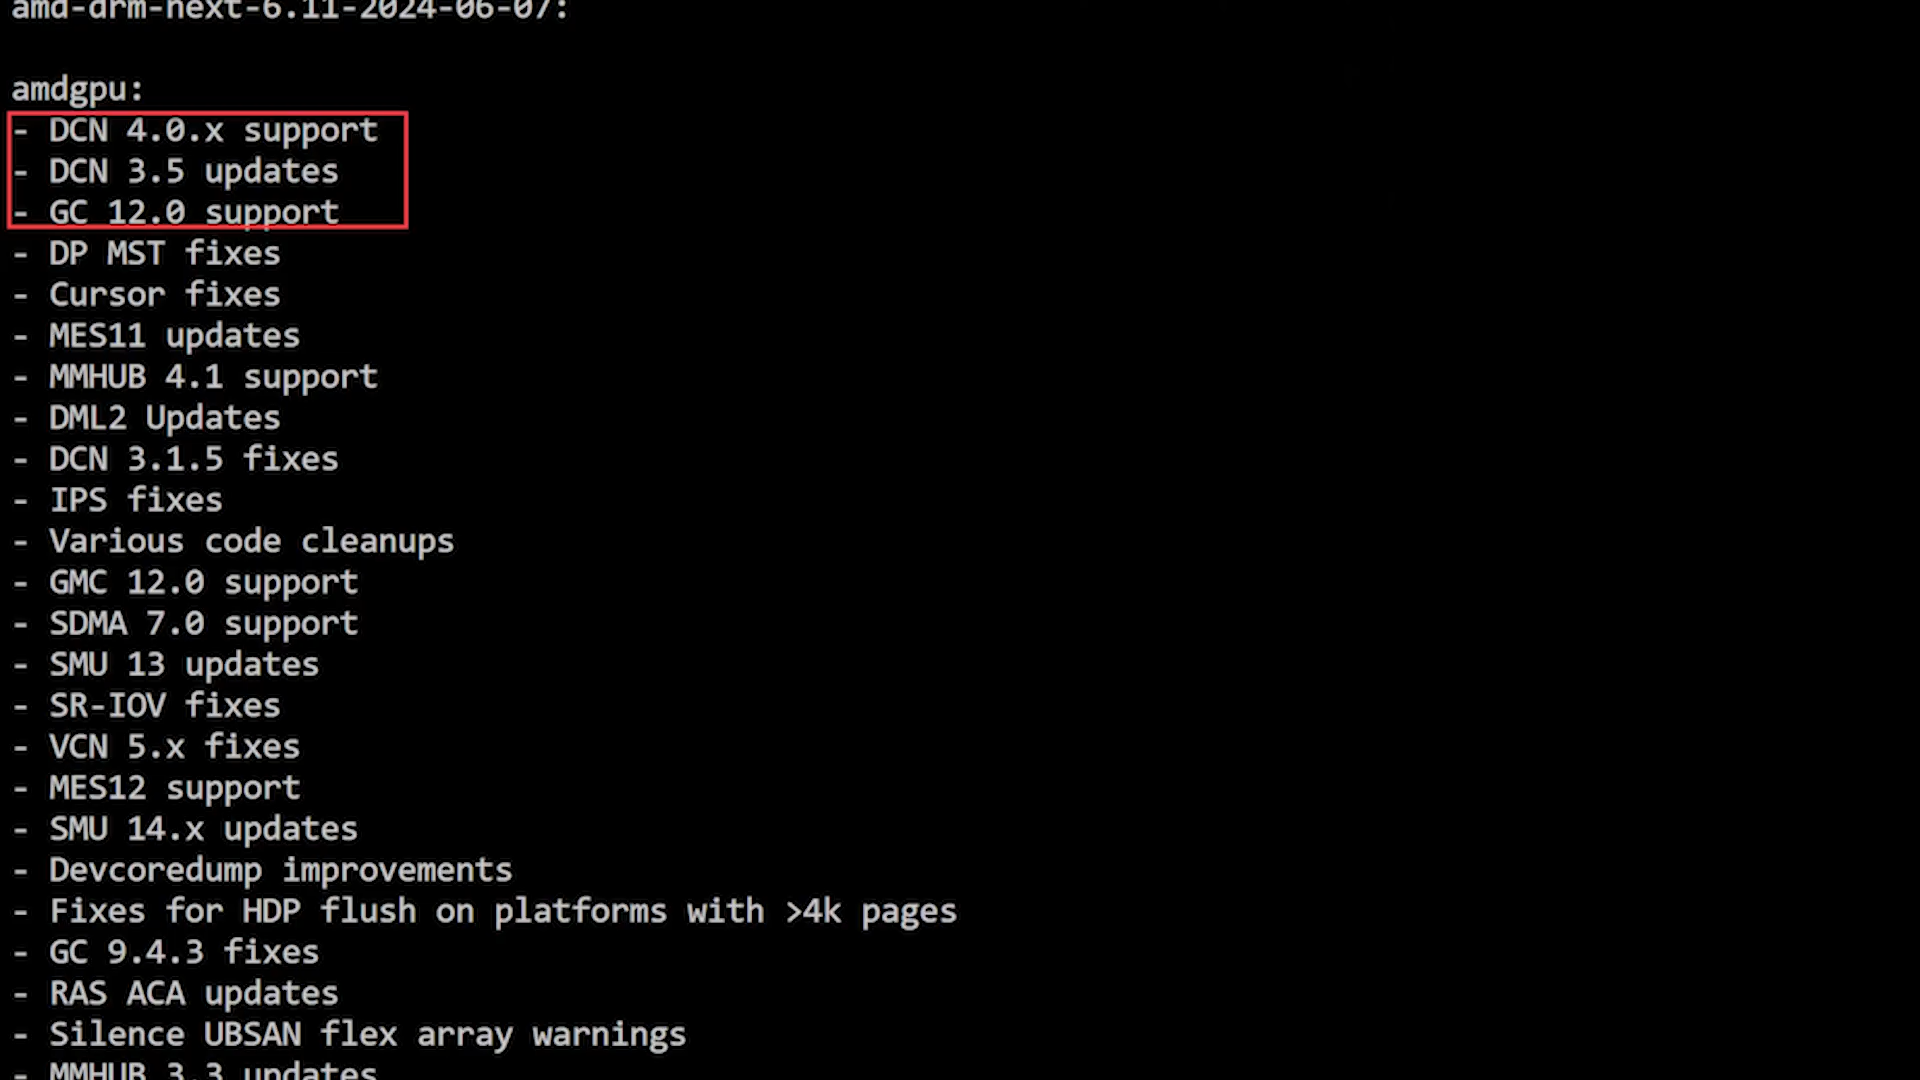 amd-drm-next-6.11-2024-06-07:
amdgpu:
- DCN 4.0.x support
- DCN 3.5 updates
- GC 12.0 support
- DP MST fixes
- Cursor fixes
- MES11 updates
- MMHUB 4.1 support
- DML2 Updates
- DCN 3.1.5 fixes
- IPS fixes
- Various code cleanups
- GMC 12.0 support
- SDMA 7.0 support
- SMU 13 updates
- SR-IOV fixes
- VCN 5.x fixes
- MES12 support
- SMU 14.x updates
- Devcoredump improvements
- Fixes for HDP flush on platforms with >4k pages
- GC 9.4.3 fixes
- RAS ACA updates
- Silence UBSAN flex array warnings
- MMHUB 3.3 updates